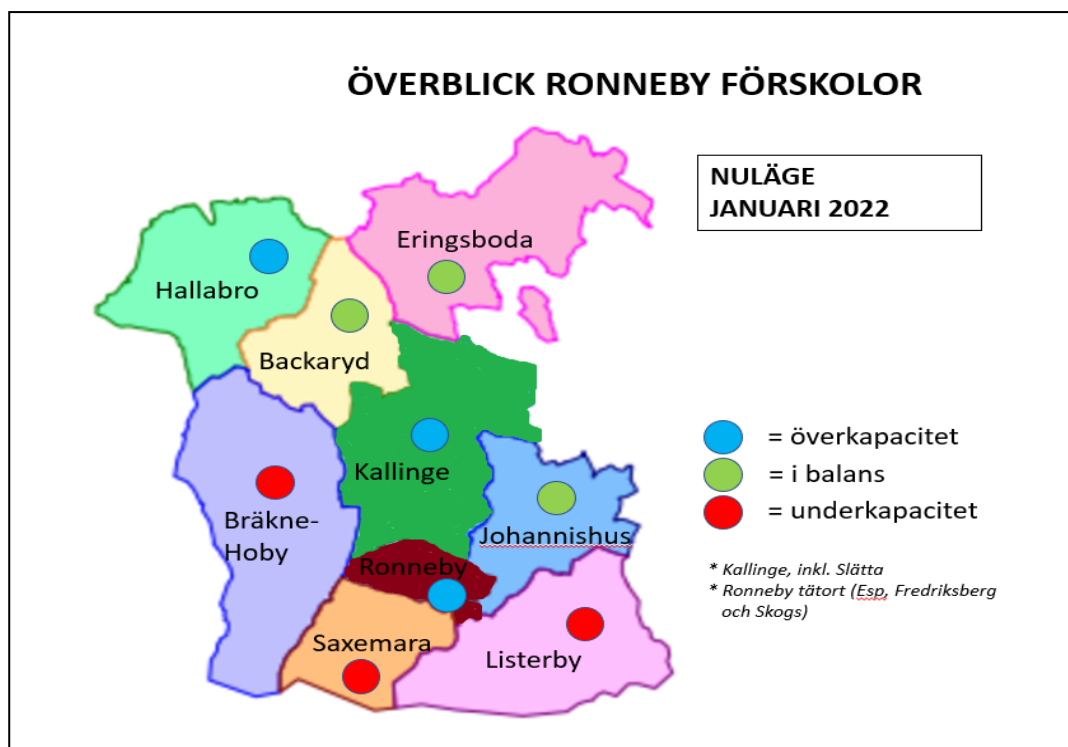 ÖVERBLICK RONNEBY FÖRSKOLOR
NULÄGE
JANUARI 2022
Eringsboda
Hallabro
Backaryd
Kallinge
Bräkne-
Hoby
Johannishus
Ronneby
Saxemara
Listerby
= överkapacitet
= i balans
= underkapacitet
* Kallinge, inkl. Slätta
* Ronneby tätort (Esp, Fredriksberg
och Skogs)